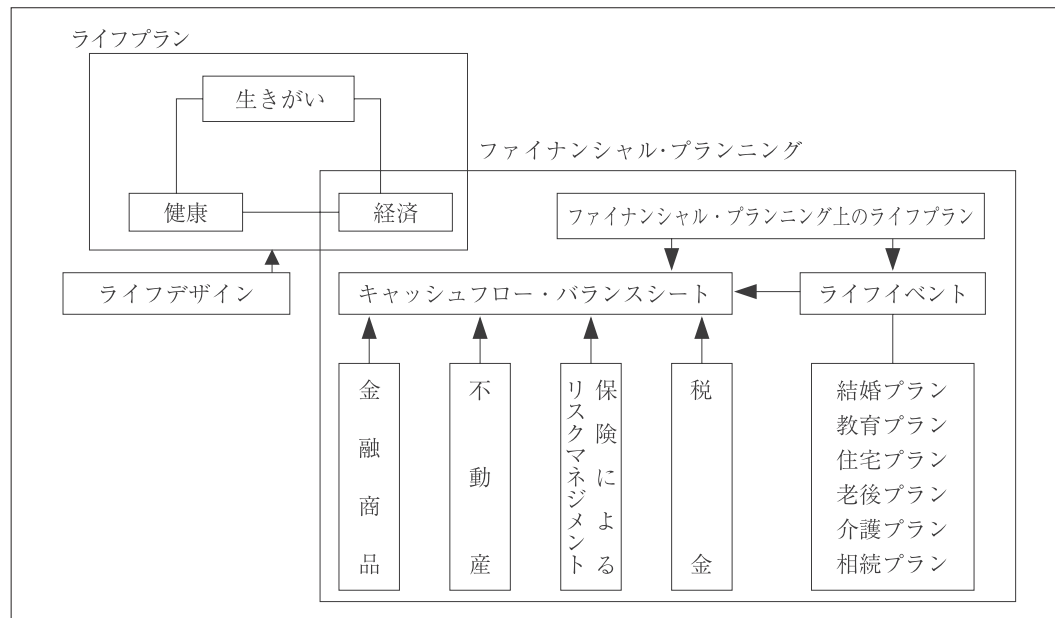 ライフプラン
生きがい
健康
経済
ライフデザイン
ファイナンシャル・プランニング
ファイナンシャル・プランニング上のライフプラン
キャッシュフロー・バランスシート
ライフイベント
金融商品
不動産
保険による
リスクマネジメント
税金
結婚プラン
教育プラン
住宅プラン
老後プラン
介護プラン
相続プラン